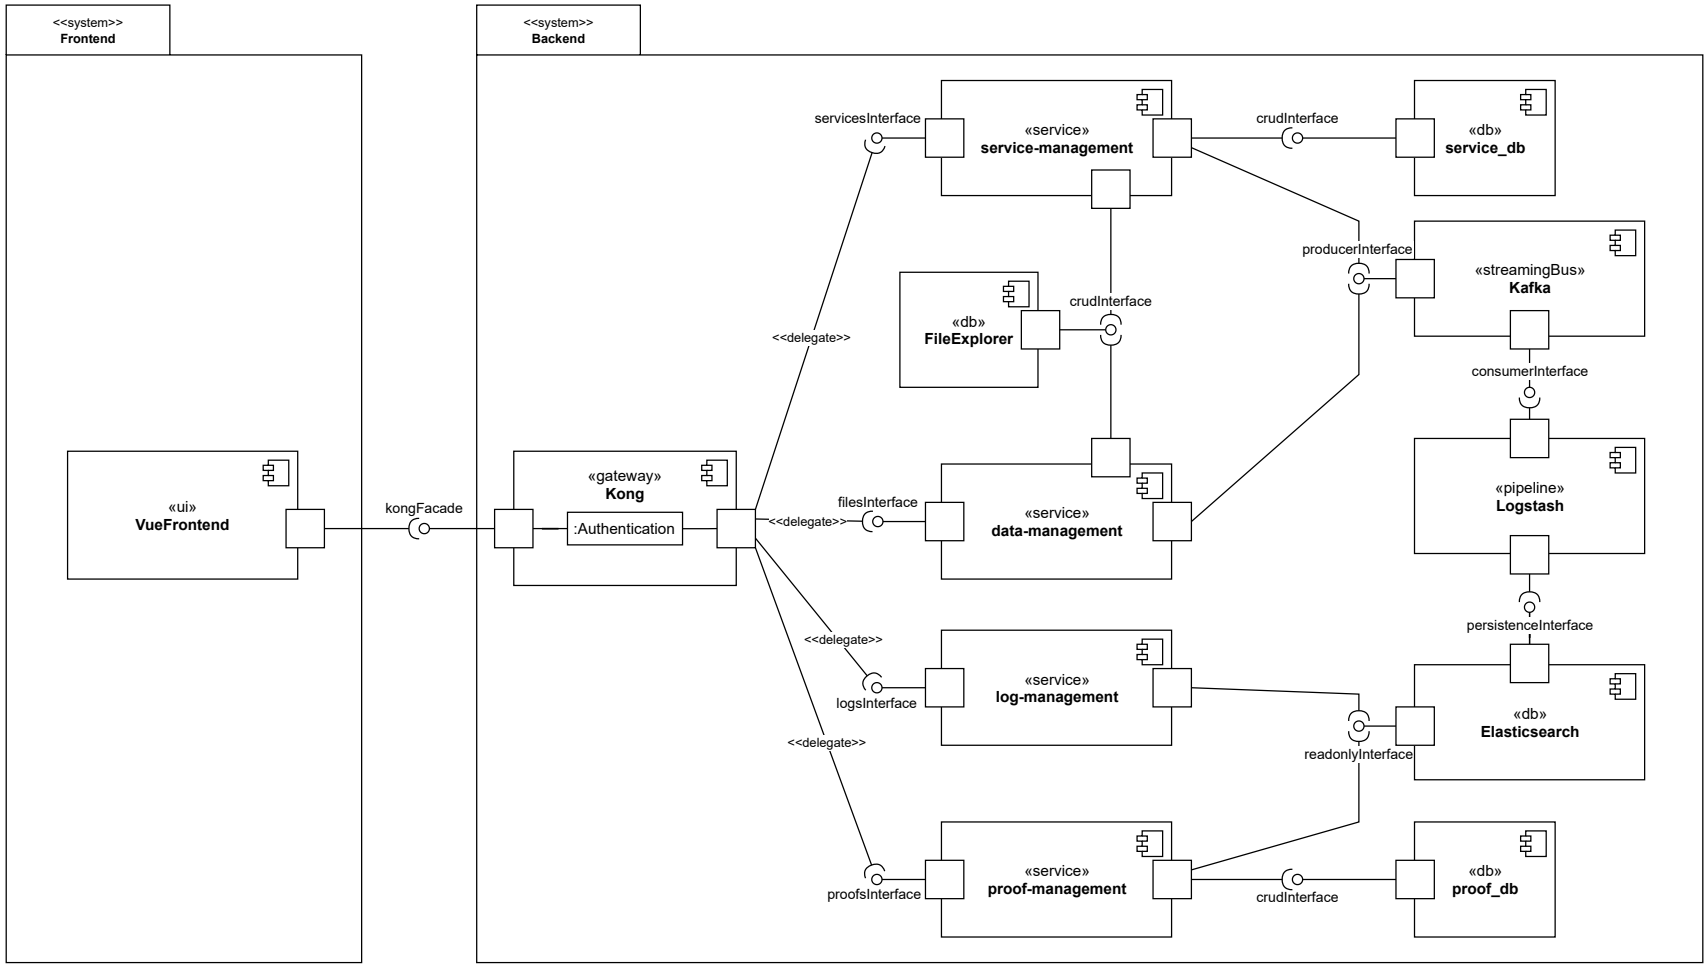 <<system>>
Frontend
<<system>>
Backend
servicesInterface
«service»
service-management
crudInterface
«db»
service_db
producerInterface
«streamingBus»
Kafka
crudInterface
«db»
FileExplorer
<<delegate>>
consumerInterface
«ui»
VueFrontend
kongFacade
«gateway»
Kong
:Authentication
<<delegate>>
filesInterface
«service»
data-management
«pipeline»
Logstash
<<delegate>>
logsInterface
«service»
log-management
persistenceInterface
«db»
Elasticsearch
readonlyInterface
<<delegate>>
proofsInterface
«service»
proof-management
crudInterface
«db»
proof_db